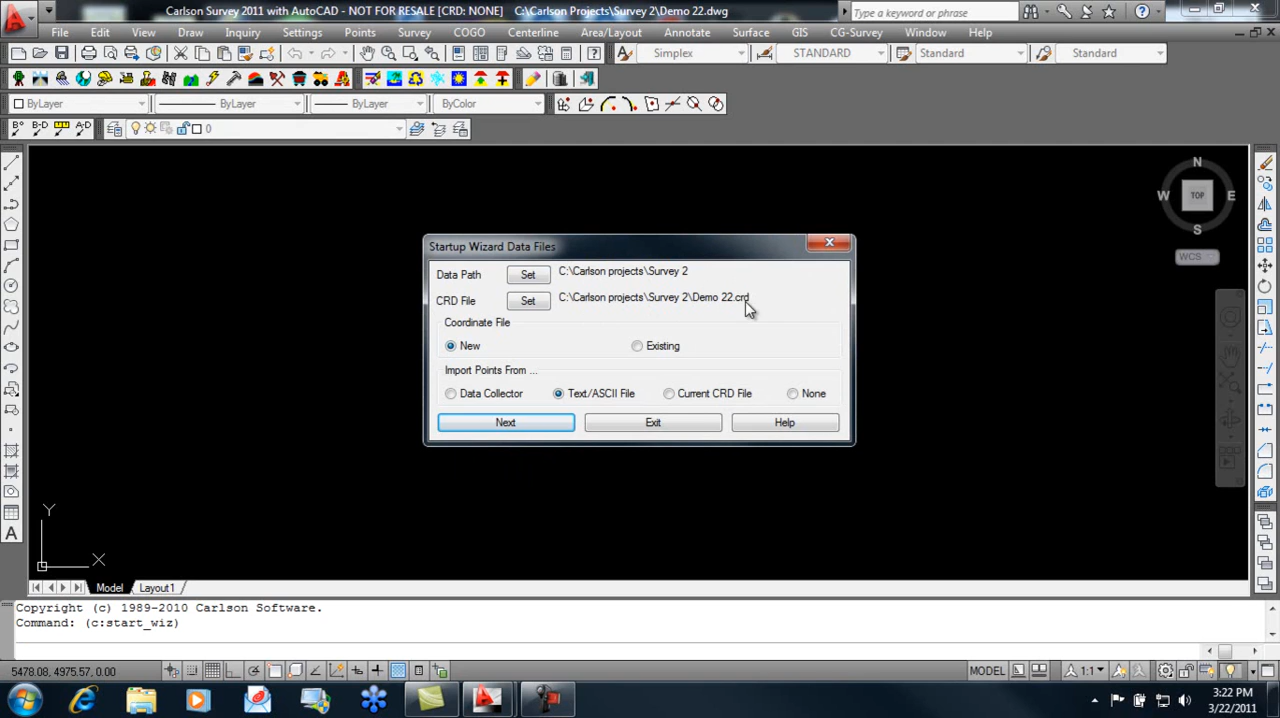 Carlson Survey 2011 with AutoCAD - NOT FOR RESALE [CRD: NONE] C:\Carlson Projects\Survey 2\Demo 22.dwg
Type a keyword or phrase
File Edit View Draw Inquiry Settings Points Survey COGO Centerline Area/Layout Annotate Surface GIS CG-Survey Window Help
Simplex STANDARD Standard Standard
ByLayer ByLayer ByLayer ByColor
B° B-D A-D 0
N
W TOP E
S
WCS
Startup Wizard Data Files
Data Path Set C:\Carlson projects\Survey 2
CRD File Set C:\Carlson projects\Survey 2\Demo 22.crd
Coordinate File
New Existing
Import Points From ...
Data Collector Text/ASCII File Current CRD File None
Next Exit Help
Y
X
Model Layout1
Copyright (c) 1989-2010 Carlson Software.
Command: (c:start_wiz)
5478.08, 4975.57, 0.00 MODEL 1:1
3:22 PM
3/22/2011